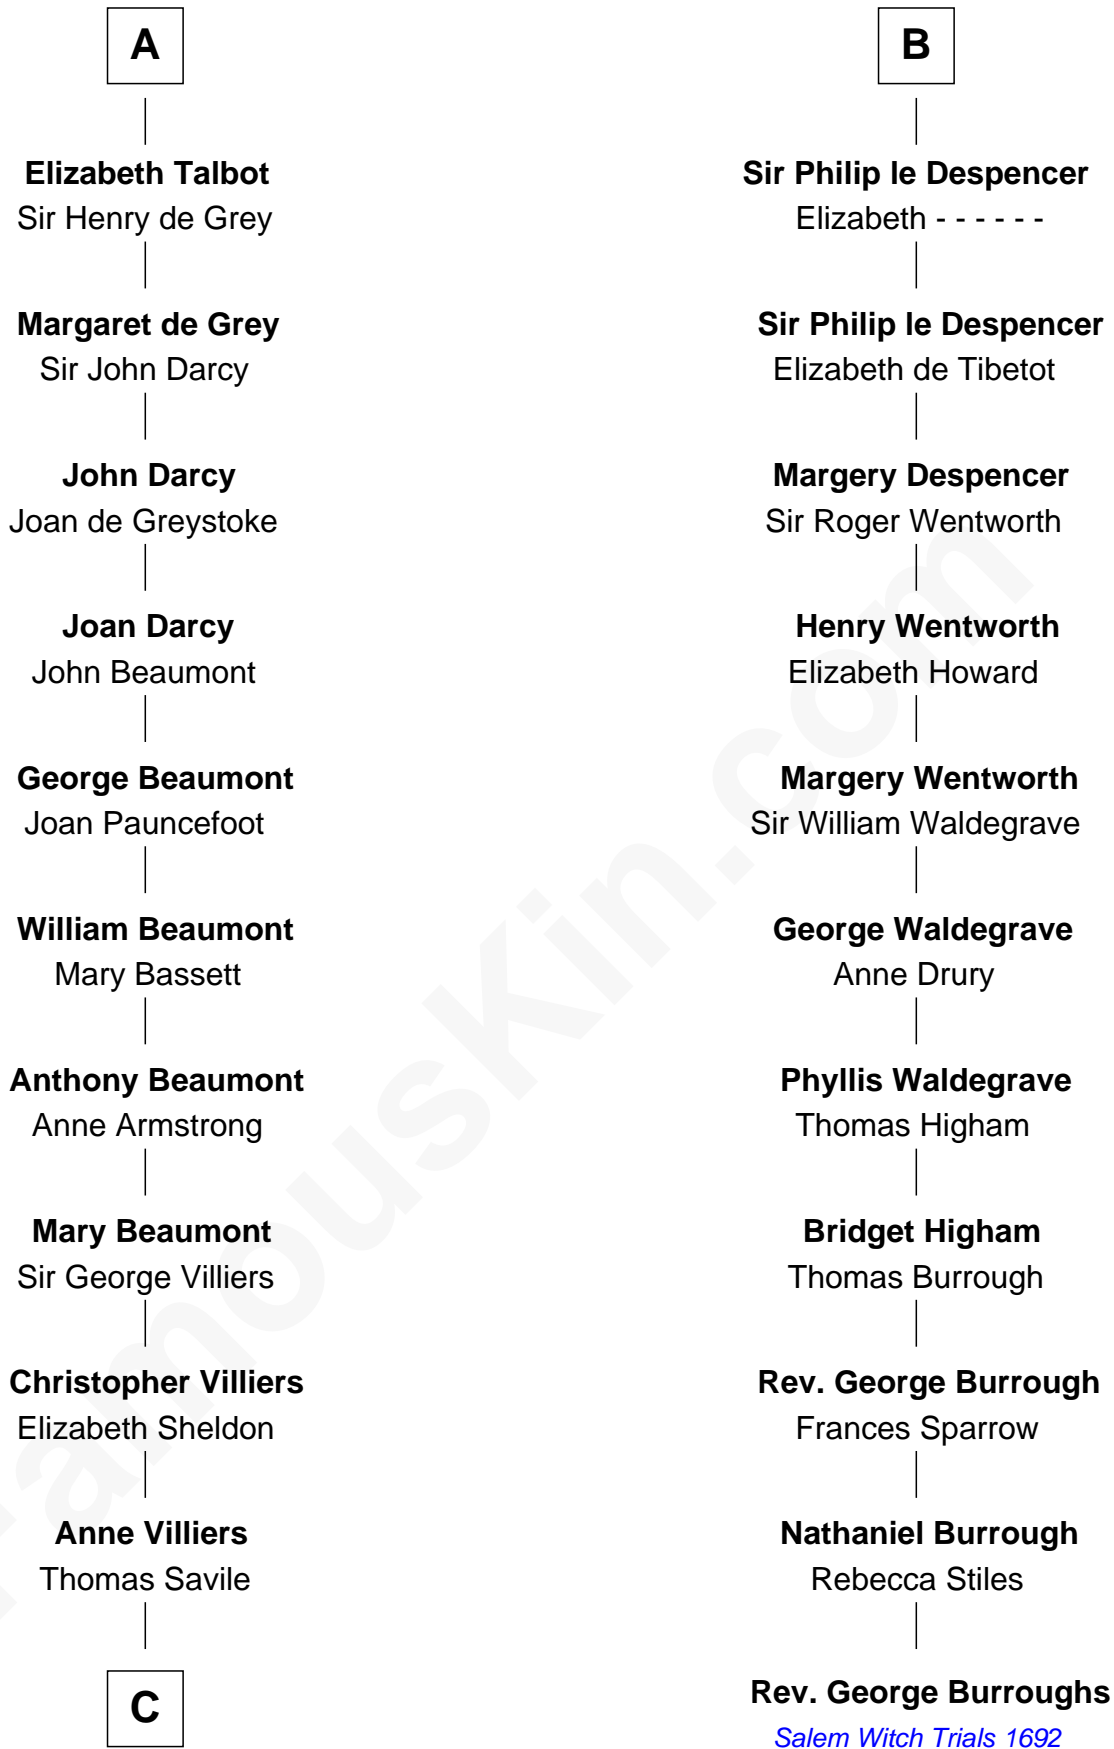 A
Elizabeth Talbot
Sir Henry de Grey
Margaret de Grey
Sir John Darcy
John Darcy
Joan de Greystoke
Joan Darcy
John Beaumont
George Beaumont
Joan Pauncefoot
William Beaumont
Mary Bassett
Anthony Beaumont
Anne Armstrong
Mary Beaumont
Sir George Villiers
Christopher Villiers
Elizabeth Sheldon
Anne Villiers
Thomas Savile
C
B
Sir Philip le Despencer
Elizabeth - - - - - -
Sir Philip le Despencer
Elizabeth de Tibetot
Margery Despencer
Sir Roger Wentworth
Henry Wentworth
Elizabeth Howard
Margery Wentworth
Sir William Waldegrave
George Waldegrave
Anne Drury
Phyllis Waldegrave
Thomas Higham
Bridget Higham
Thomas Burrough
Rev. George Burrough
Frances Sparrow
Nathaniel Burrough
Rebecca Stiles
Rev. George Burroughs
Salem Witch Trials 1692
FamousKin.com